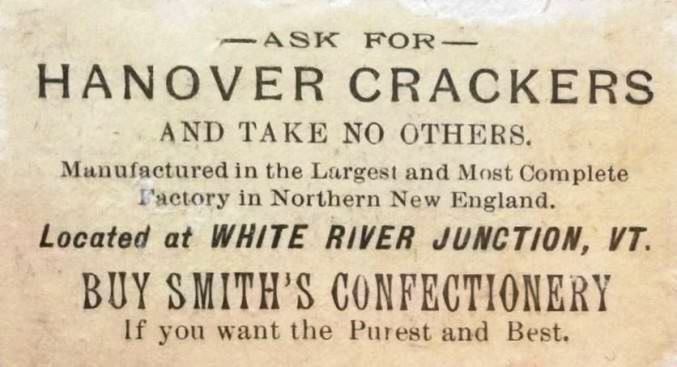 —ASK FOR—
HANOVER CRACKERS
AND TAKE NO OTHERS.
Manufactured in the Largest and Most Complete
Factory in Northern New England.
Located at WHITE RIVER JUNCTION, VT.
BUY SMITH'S CONFECTIONERY
If you want the Purest and Best.